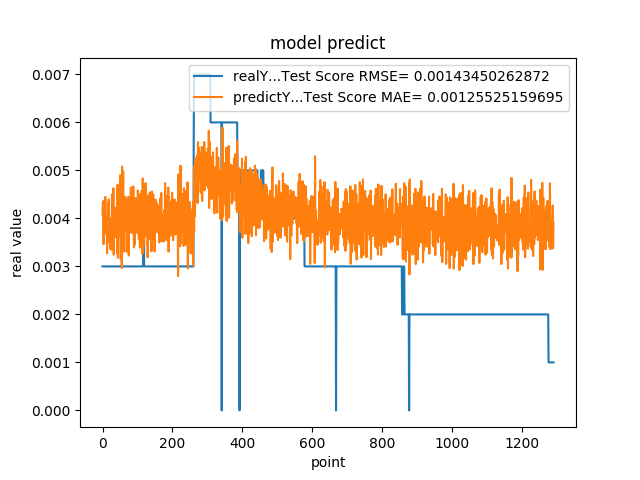 model predict
realY...Test Score RMSE= 0.00143450262872
predictY...Test Score MAE= 0.00125525159695
0.007
0.006
0.005
0.004
0.003
0.002
0.001
0.000
real value
0 200 400 600 800 1000 1200
point